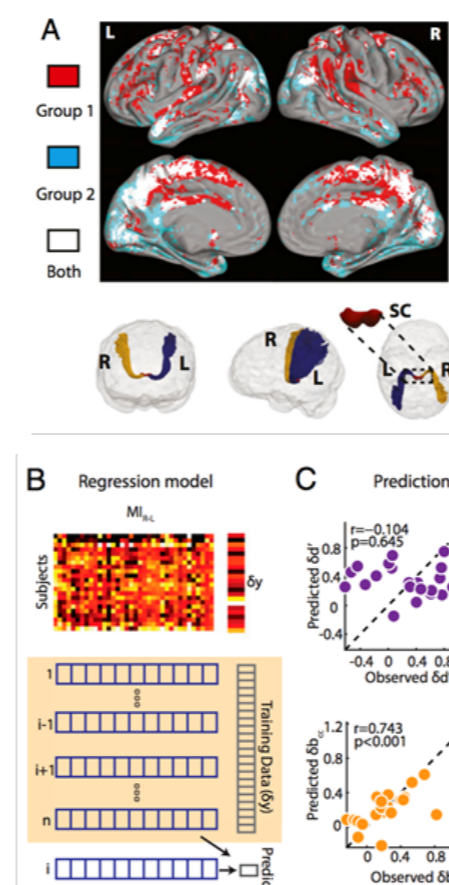 A
L
R
Group 1
Group 2
Both
SC
R
L
R
L
L
R
B
Regression model
MI R-L
Subjects
δy
1
i-1
i+1
n
i
Training Data (δy)
C
Prediction
r=-0.104
p=0.645
Predicted δd'
0.8
0.4
0
-0.4
-0.4
0
0.4
0.8
Observed δd'
r=0.743
p<0.001
Predicted δb cc
1.2
0.8
0.4
0
0
0.4
0.8
Observed δb